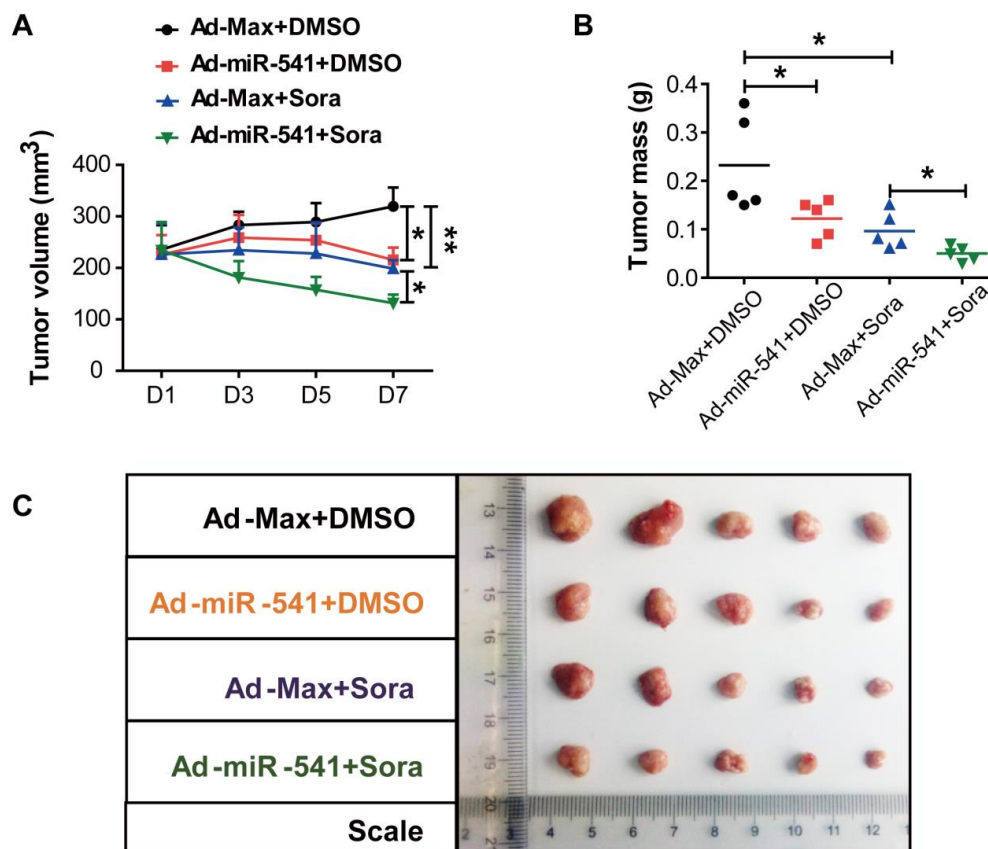 A
Ad-Max+DMSO
Ad-miR-541+DMSO
Ad-Max+Sora
Ad-miR-541+Sora
Tumor volume (mm3)
400
300
200
100
0
D1 D3 D5 D7
*
**
*
B
*
*
*
Tumor mass (g)
0.4
0.3
0.2
0.1
0.0
Ad-Max+DMSO
Ad-miR-541+DMSO
Ad-Max+Sora
Ad-miR-541+Sora
C
Ad-Max+DMSO
Ad-miR-541+DMSO
Ad-Max+Sora
Ad-miR-541+Sora
Scale
13
14
15
16
17
18
19
20
2 3 4 5 6 7 8 9 10 11 12